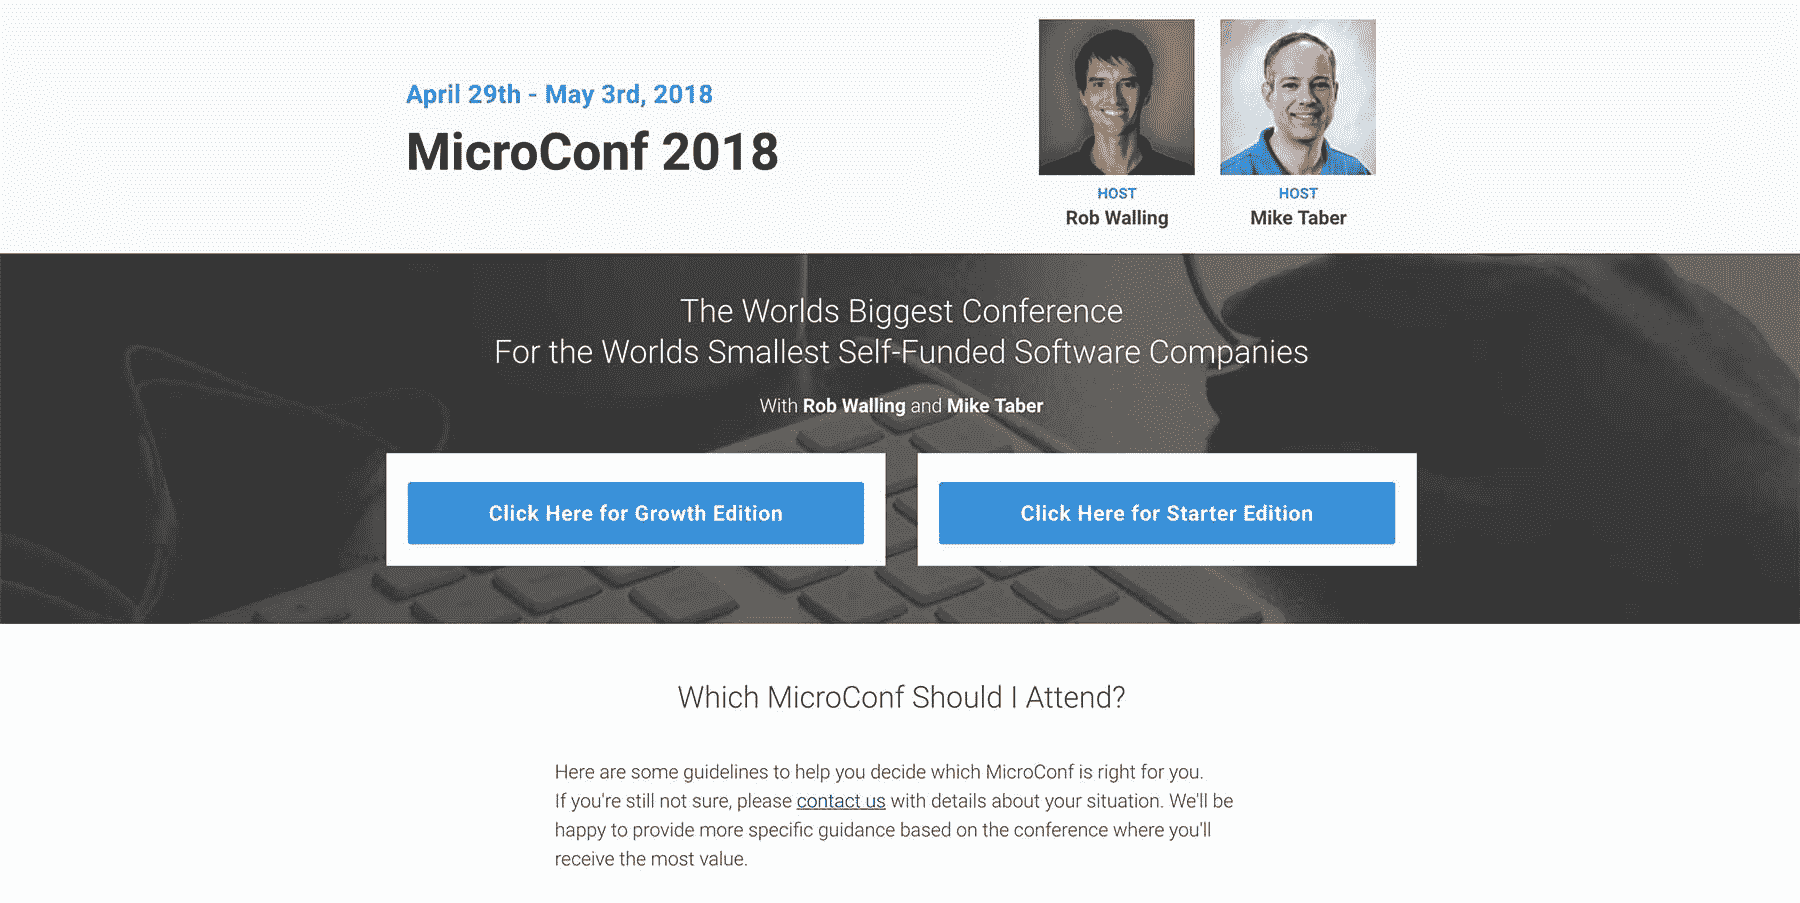 April 29th - May 3rd, 2018
MicroConf 2018
HOST
Rob Walling
HOST
Mike Taber
The Worlds Biggest Conference
For the Worlds Smallest Self-Funded Software Companies
With Rob Walling and Mike Taber
Click Here for Growth Edition
Click Here for Starter Edition
Which MicroConf Should I Attend?
Here are some guidelines to help you decide which MicroConf is right for you.
If you're still not sure, please contact us with details about your situation. We'll be
happy to provide more specific guidance based on the conference where you'll
receive the most value.